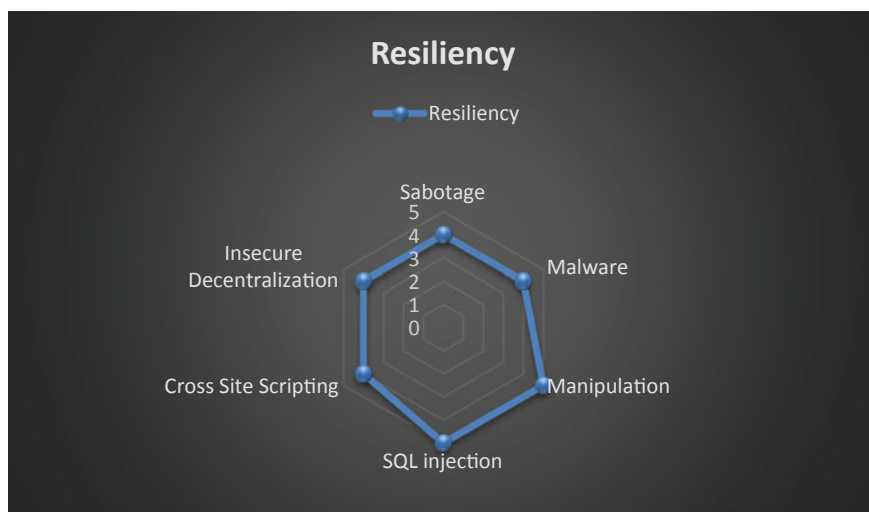 Resiliency
Resiliency
Sabotage
5
4
3
2
1
0
Malware
Manipulation
SQL injection
Cross Site Scripting
Insecure
Decentralization